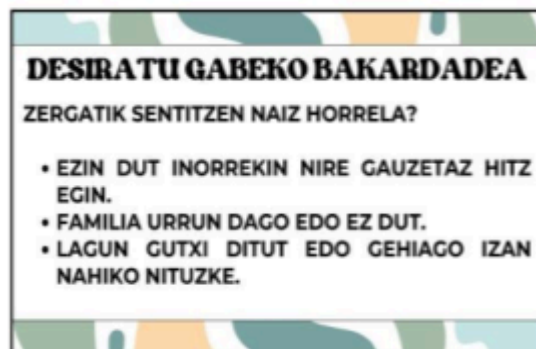 DESIRATU GABEKO BAKARDADEA
ZERGATIK SENTITZEN NAIZ HORRELA?
• EZIN DUT INORREKIN NIRE GAUZETAZ HITZ
EGIN.
• FAMILIA URRUN DAGO EDO EZ DUT.
• LAGUN GUTXI DITUT EDO GEHIAGO IZAN
NAHIKO NITUZKE.